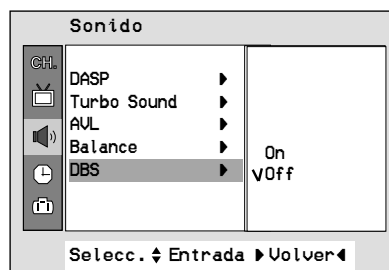 Sonido
CH.
DASP
Turbo Sound
AVL
Balance
DBS
On
√Off
Selecc. Entrada Volver